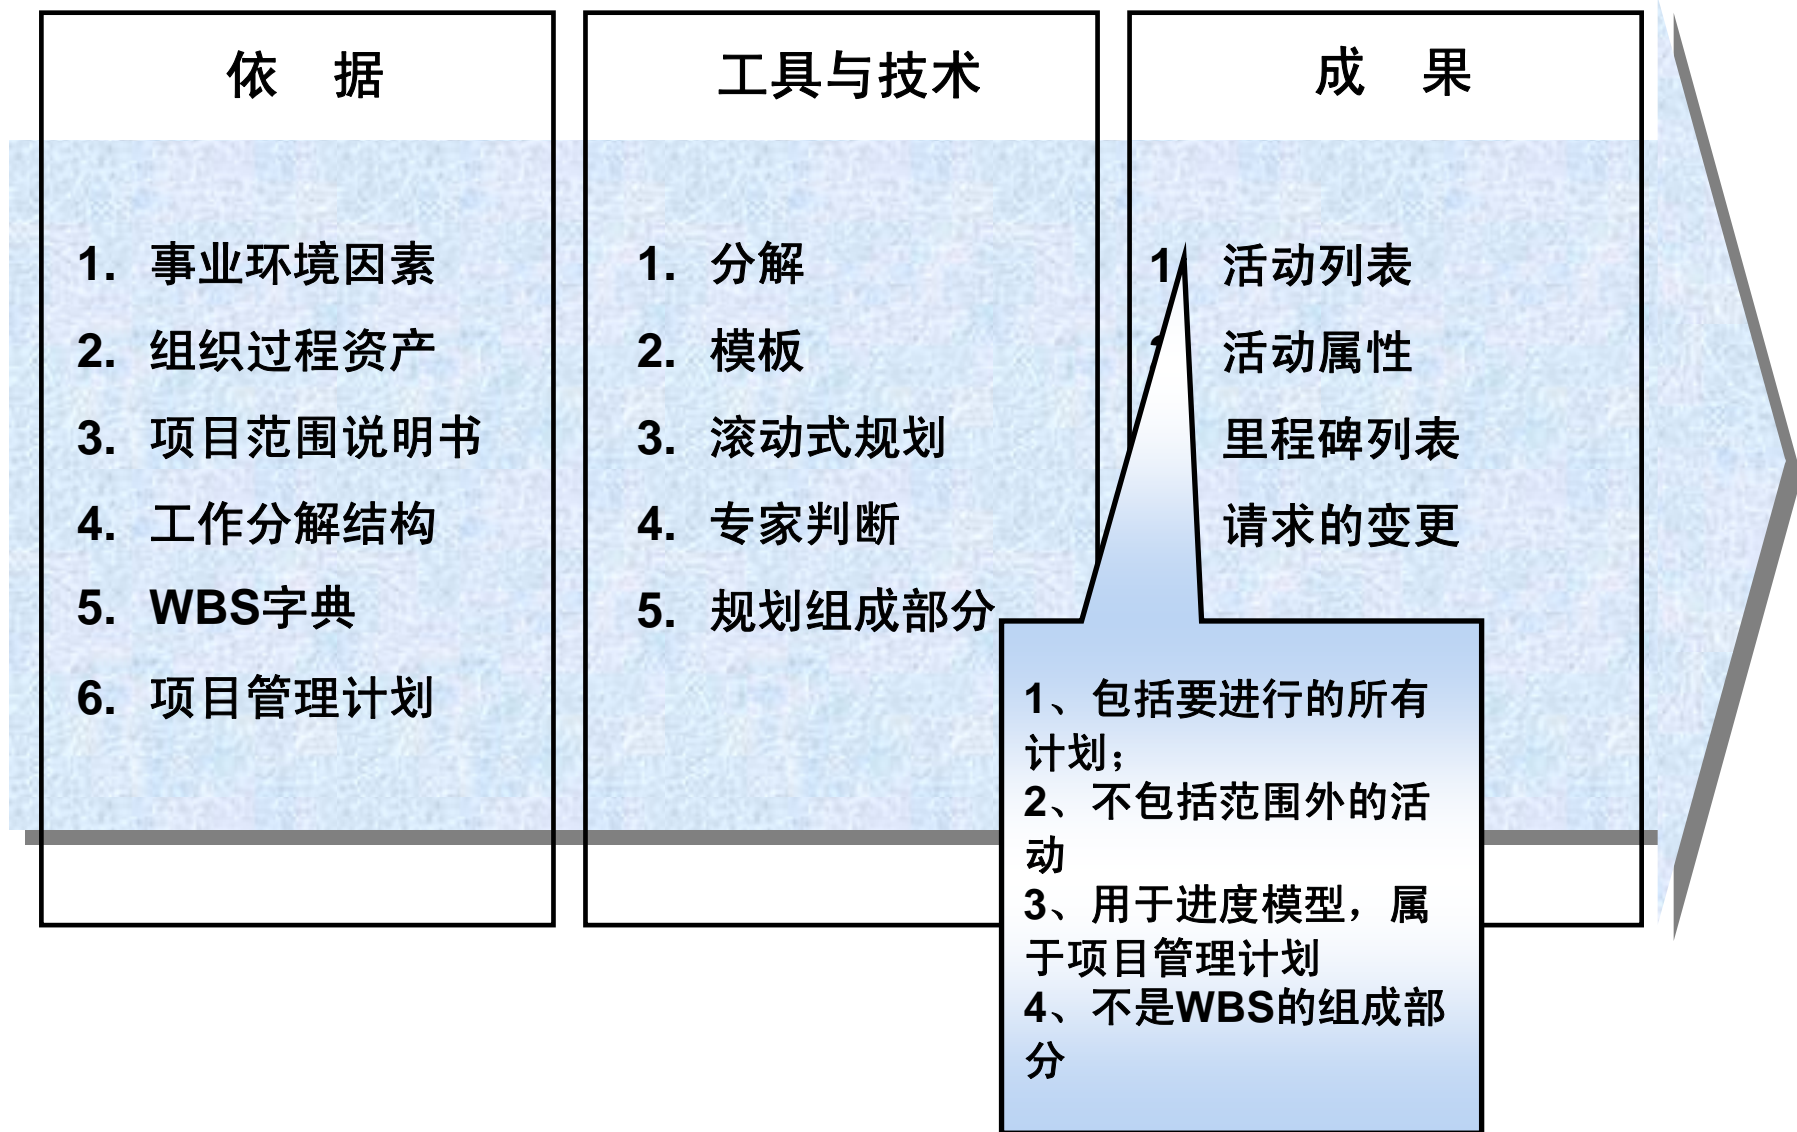 依 据
1. 事业环境因素
2. 组织过程资产
3. 项目范围说明书
4. 工作分解结构
5. WBS字典
6. 项目管理计划
工具与技术
1. 分解
2. 模板
3. 滚动式规划
4. 专家判断
5. 规划组成部分
成 果
1 活动列表
活动属性
里程碑列表
请求的变更
1、包括要进行的所有
计划；
2、不包括范围外的活
动
3、用于进度模型，属
于项目管理计划
4、不是WBS的组成部
分